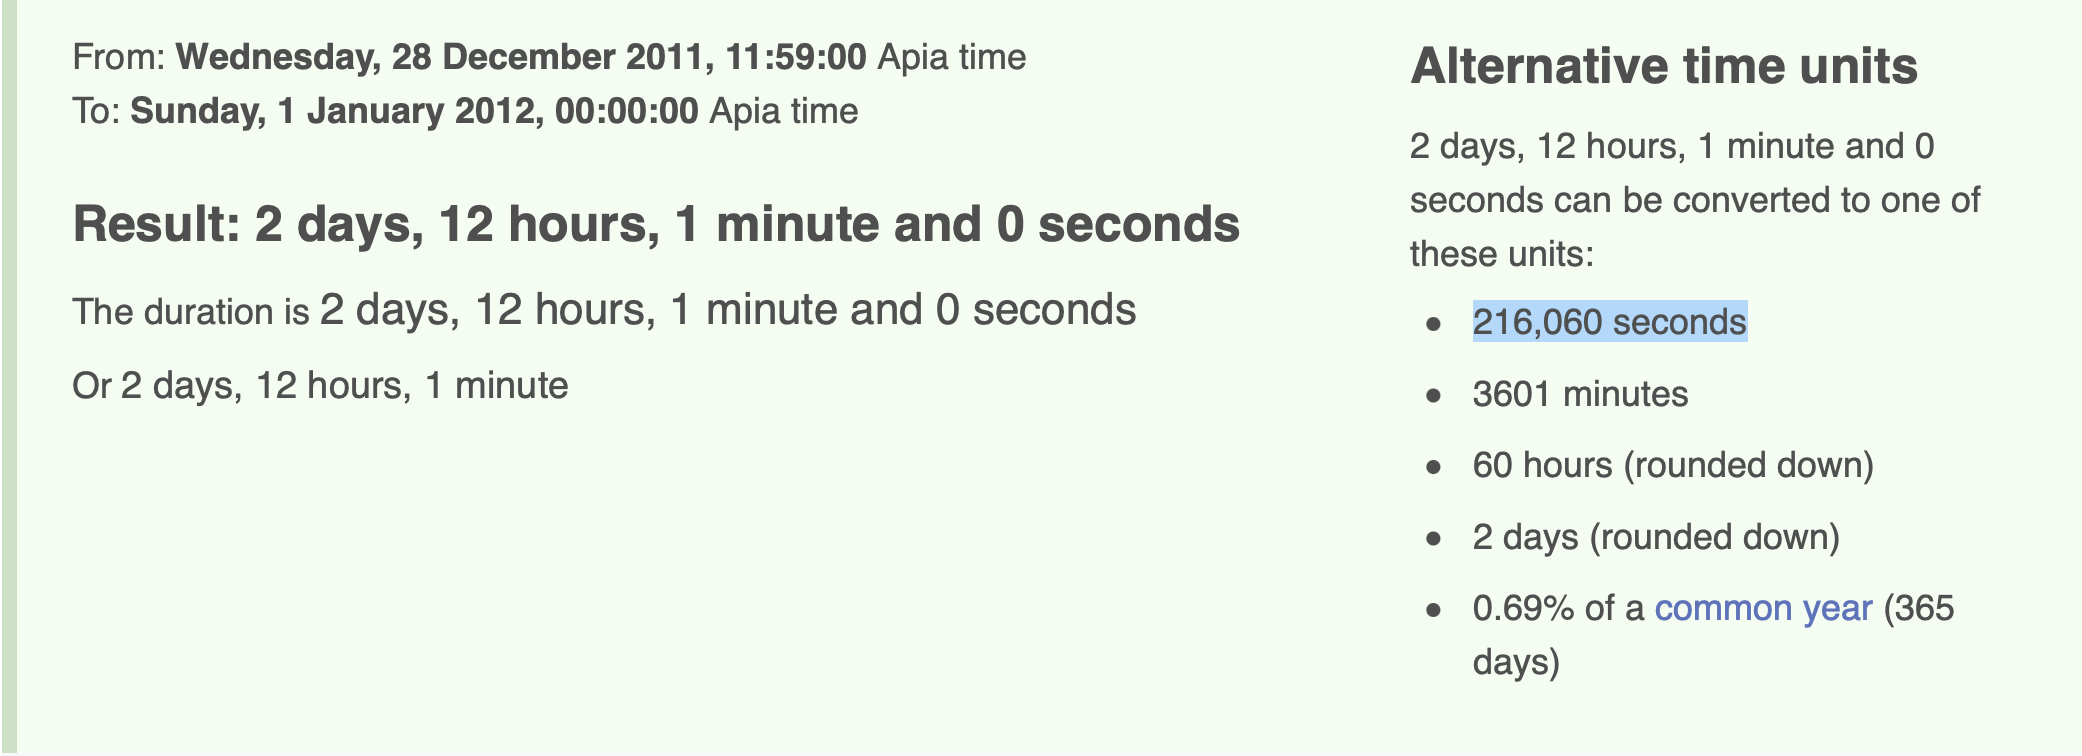 From: Wednesday, 28 December 2011, 11:59:00 Apia time
To: Sunday, 1 January 2012, 00:00:00 Apia time
Result: 2 days, 12 hours, 1 minute and 0 seconds
The duration is 2 days, 12 hours, 1 minute and 0 seconds
Or 2 days, 12 hours, 1 minute
Alternative time units
2 days, 12 hours, 1 minute and 0
seconds can be converted to one of
these units:
• 216,060 seconds
• 3601 minutes
• 60 hours (rounded down)
• 2 days (rounded down)
• 0.69% of a common year (365
days)